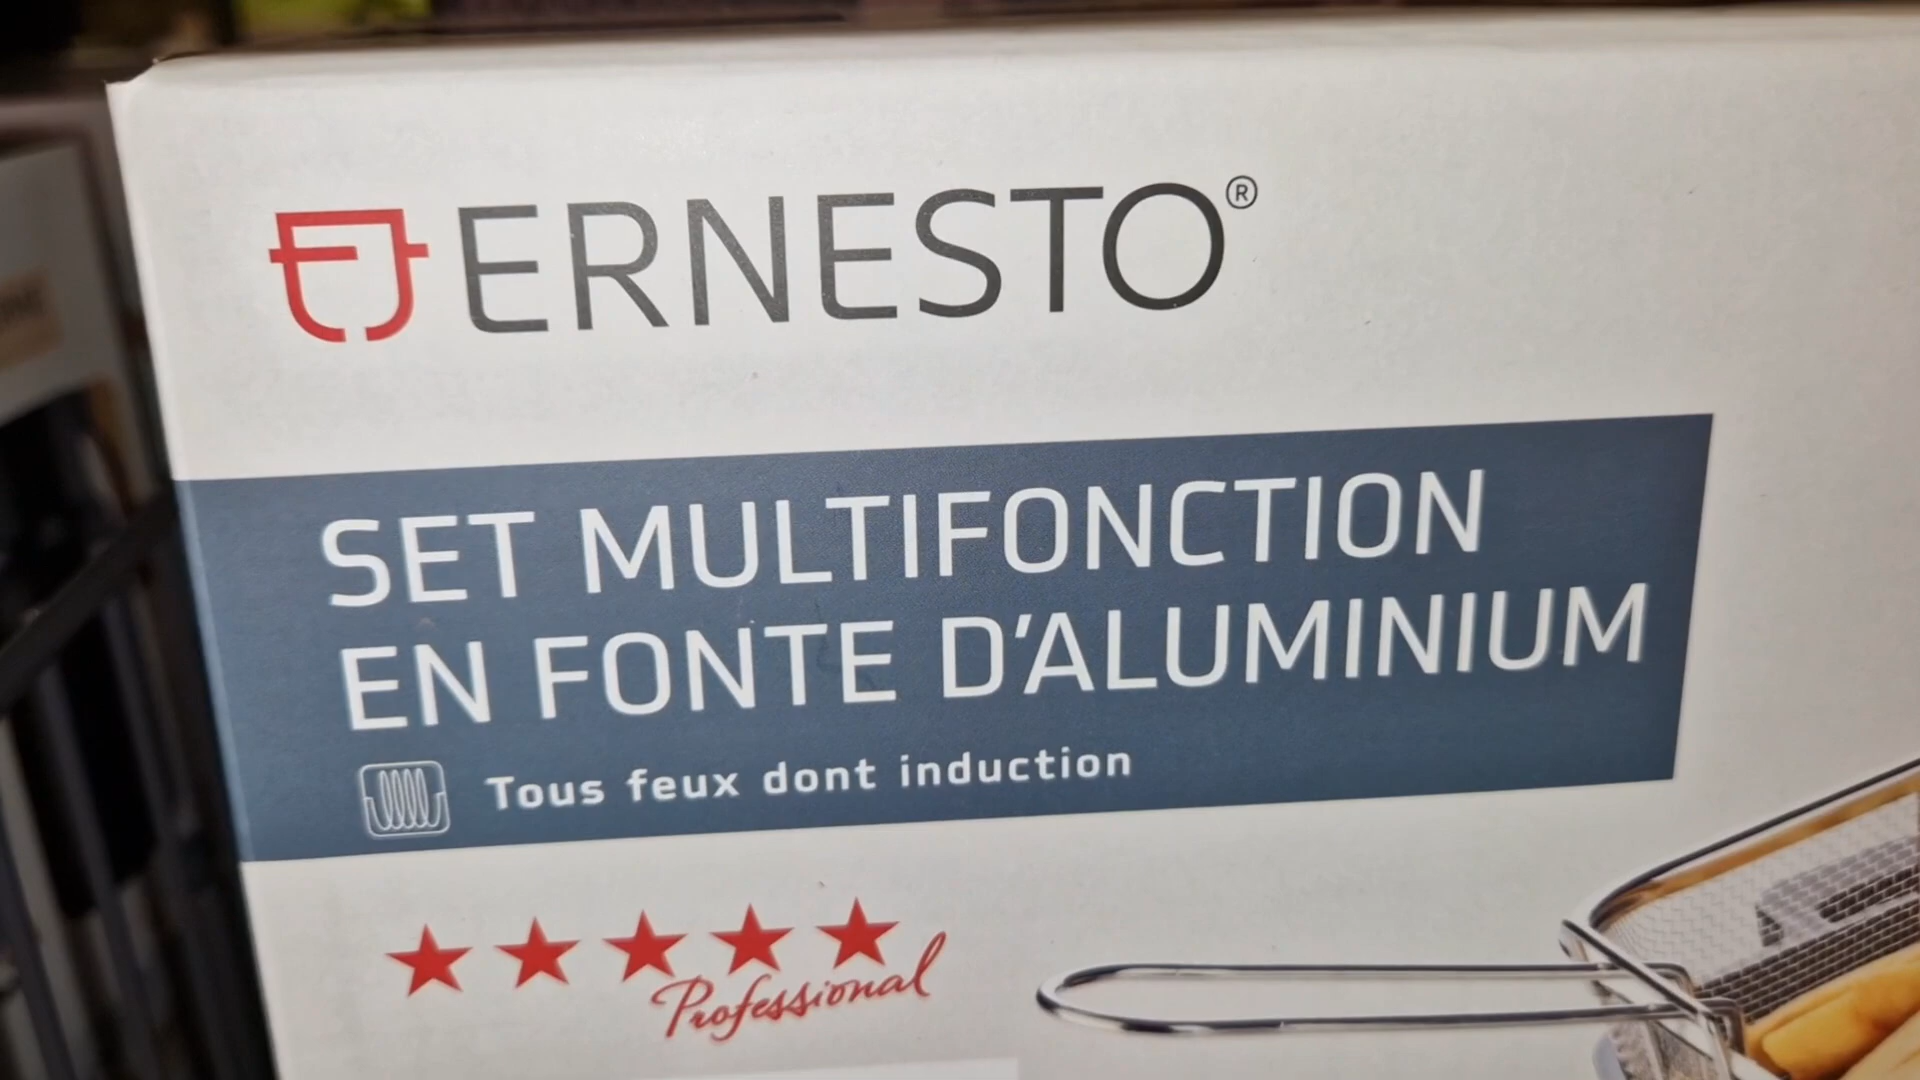 ERNESTO®
SET MULTIFONCTION
EN FONTE D'ALUMINIUM
Tous feux dont induction
Professional